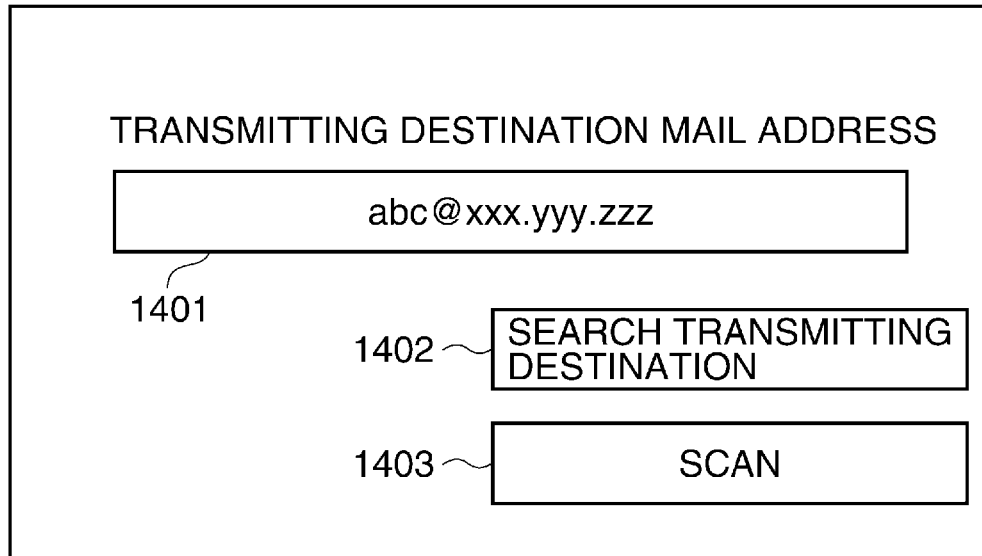 TRANSMITTING DESTINATION MAIL ADDRESS
abc@xxx.yyy.zzz
1401
1402
SEARCH TRANSMITTING
DESTINATION
1403
SCAN